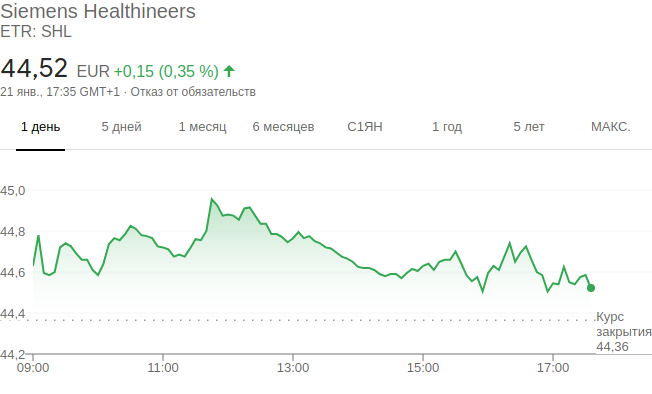 Siemens Healthineers
ETR: SHL
44,52 EUR +0,15 (0,35 %)
21 янв., 17:35 GMT+1 · Отказ от обязательств
1 день 5 дней 1 месяц 6 месяцев С1ЯН 1 год 5 лет МАКС.
45,0
44,8
44,6
44,4
Курс
закрытия
44,36
44,2
09:00 11:00 13:00 15:00 17:00